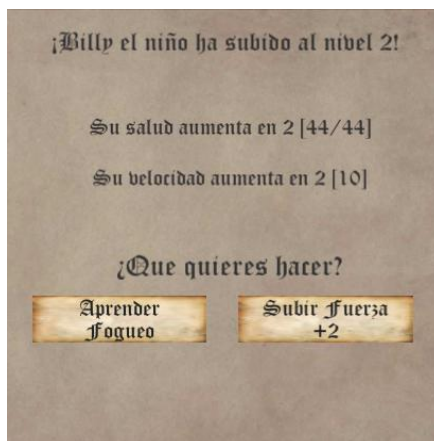 ¡Billy el niño ha subido al nivel 2!
Su salud aumenta en 2 [44/44]
Su velocidad aumenta en 2 [10]
¿Que quieres hacer?
Aprender
Fogueo
Subir Fuerza
+2